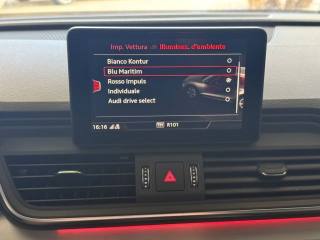 Imp. Vettura → Illuminaz. d'ambiente
Bianco Kontur
Blu Maritim
Rosso Impuls
Individuale
Audi drive select
16:16 R101